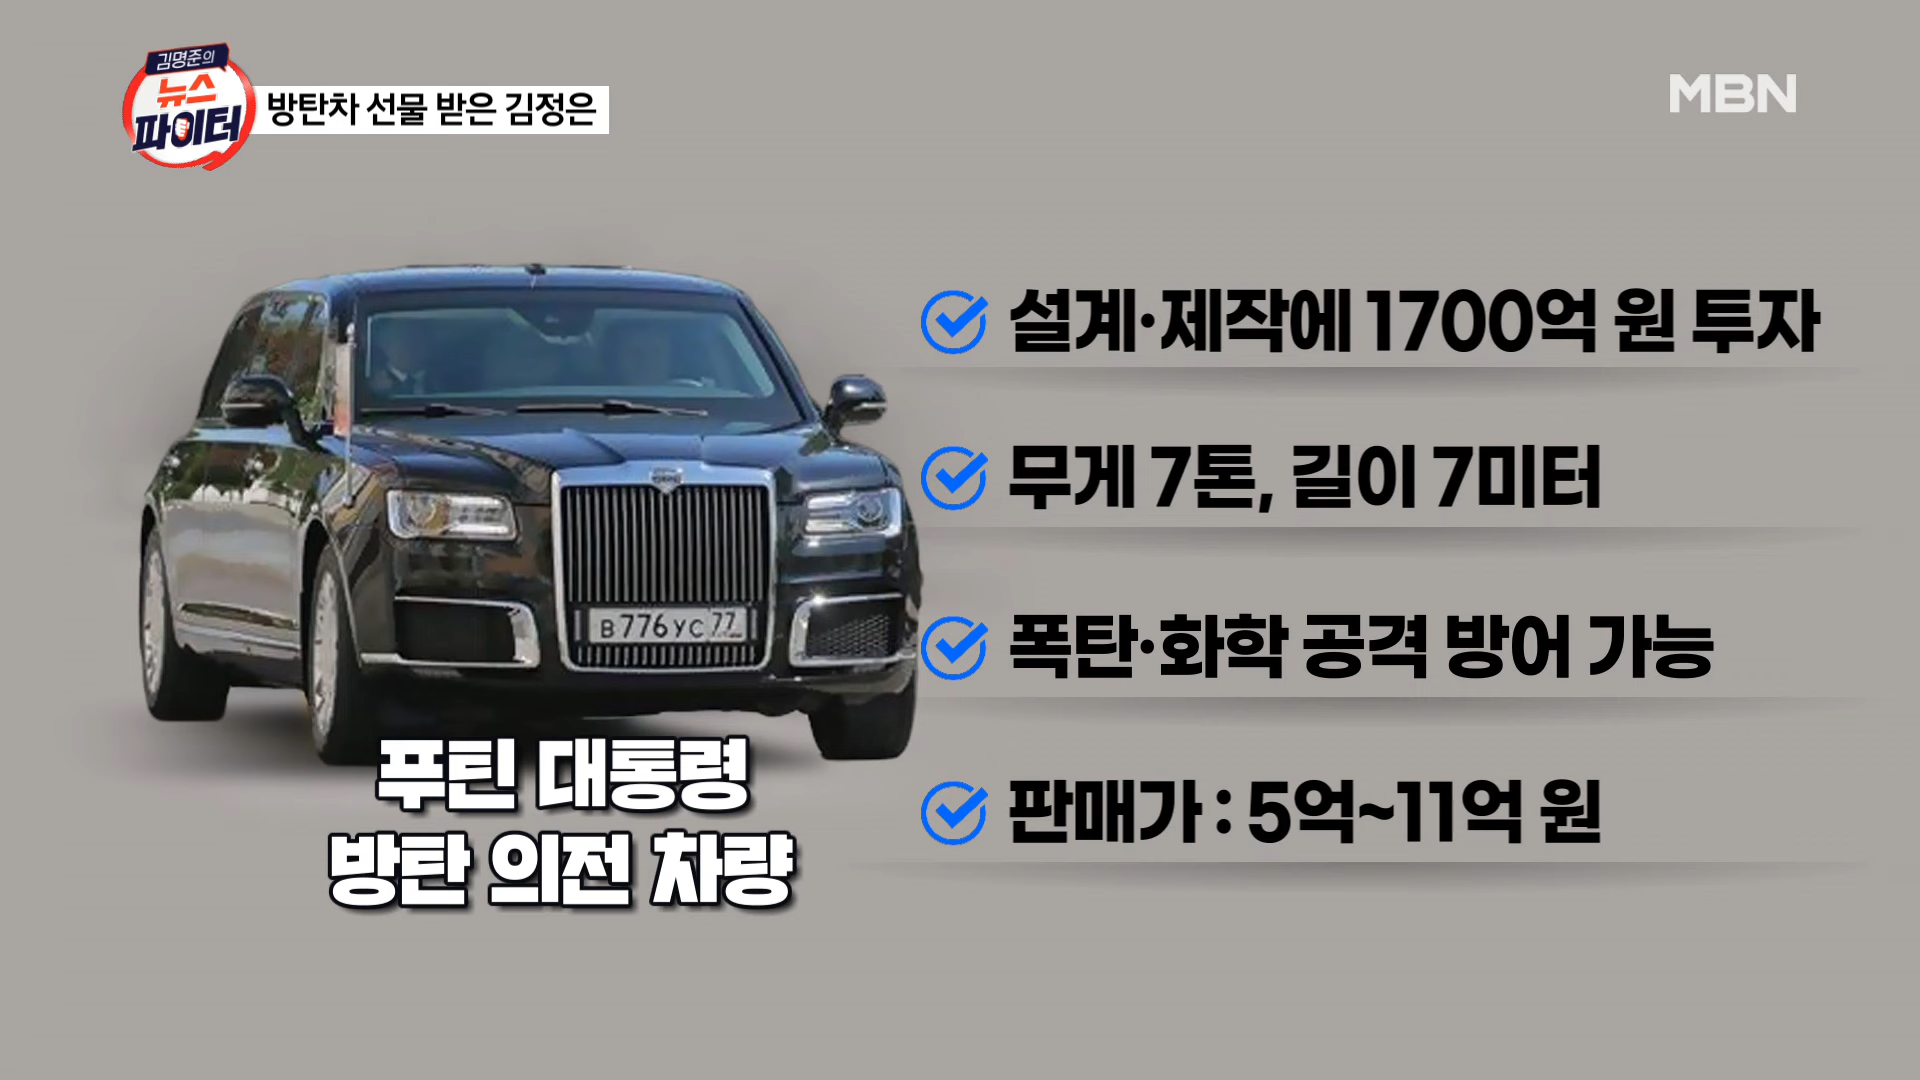 김명준의
뉴스
파이터
방탄차 선물 받은 김정은
MBN
설계·제작에 1700억 원 투자
무게 7톤, 길이 7미터
폭탄·화학 공격 방어 가능
판매가 : 5억~11억 원
В776УС 77
푸틴 대통령
방탄 의전 차량